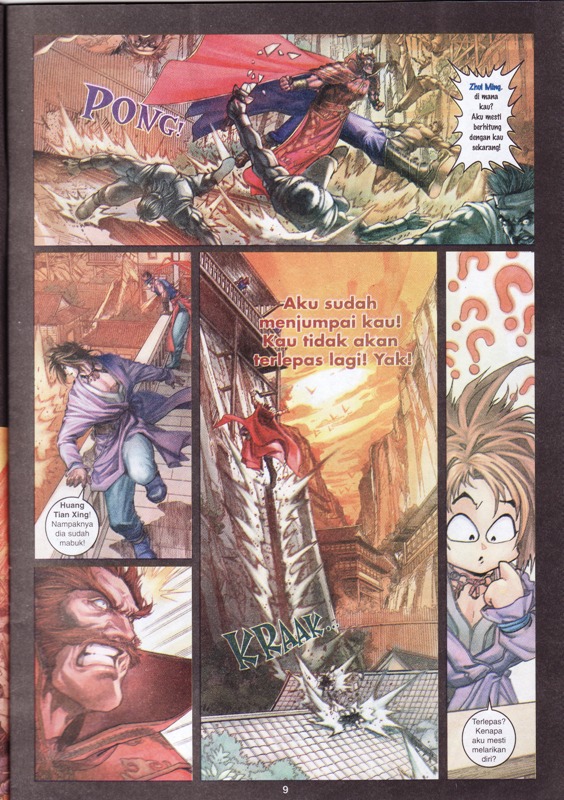 PONG!
Zhui Ming,
di mana
kau?
Aku mesti
berhitung
dengan kau
sekarang!
Huang
Tian Xing!
Nampaknya
dia sudah
mabuk!
Aku sudah
menjumpai kau!
Kau tidak akan
terlepas lagi! Yak!
KRAAK..
???
Terlepas?
Kenapa
aku mesti
melarikan
diri?
9